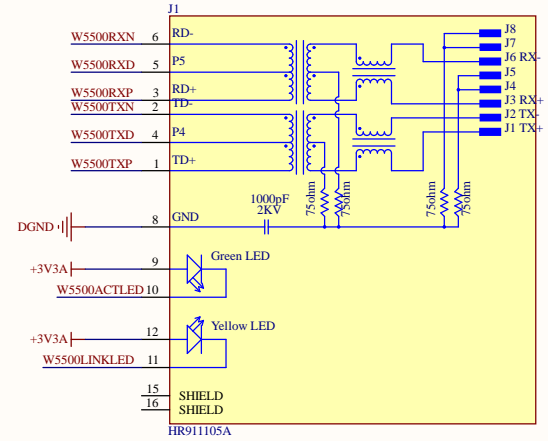 J1
W5500RXN 6 RD-
W5500RXD 5 P5
W5500RXP 3 RD+
W5500TXN 2 TD-
W5500TXD 4 P4
W5500TXP 1 TD+
J8
J7
J6 RX-
J5
J4
J3 RX+
J2 TX-
J1 TX+
75ohm
75ohm
75ohm
75ohm
1000pF
2KV
DGND 8 GND
Green LED
+3V3A 9
W5500ACTLED 10
Yellow LED
+3V3A 12
W5500LINKLED 11
15 SHIELD
16 SHIELD
HR911105A